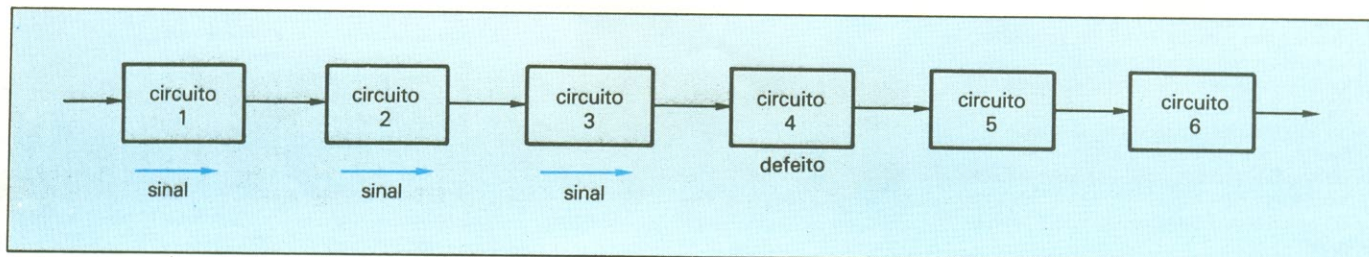 circuito
1
circuito
2
circuito
3
circuito
4
circuito
5
circuito
6
sinal
sinal
sinal
defeito